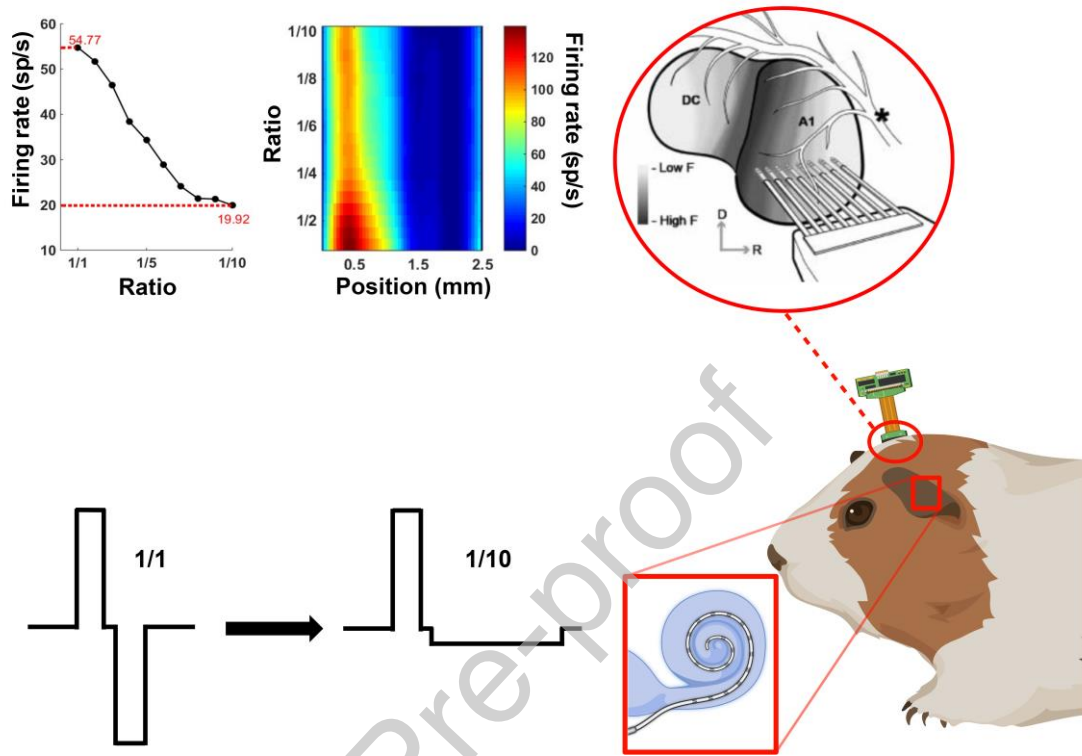 60
50
40
30
20
10
Firing rate (sp/s)
54.77
19.92
1/1
1/5
1/10
Ratio
1/10
1/8
1/6
1/4
1/2
Ratio
0.5
1.5
2.5
Position (mm)
120
100
80
60
40
20
0
Firing rate (sp/s)
DC
A1
*
- Low F
- High F
D
R
1/1
1/10
Pre-proof